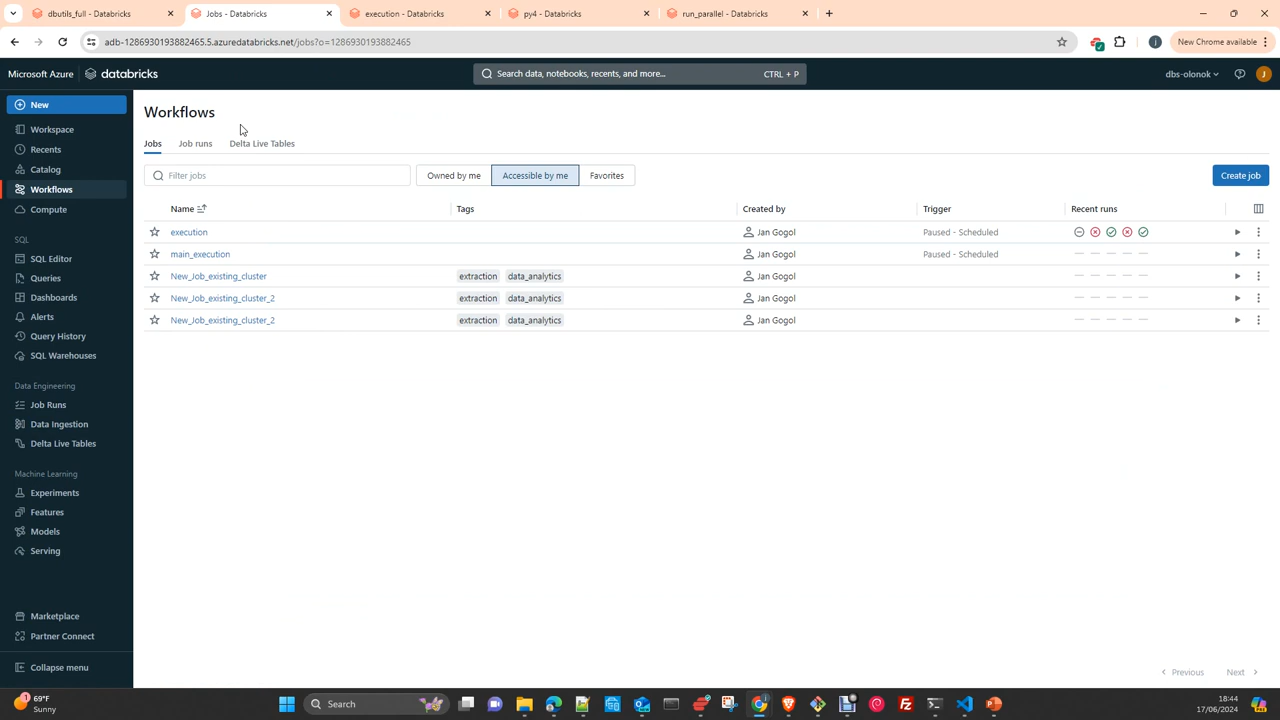 dbutils_full - Databricks
Jobs - Databricks
execution - Databricks
py4 - Databricks
run_parallel - Databricks
adb-1286930193882465.5.azuredatabricks.net/jobs?o=1286930193882465
New Chrome available
Microsoft Azure
databricks
Search data, notebooks, recents, and more...
CTRL + P
dbs-olonok
J
New
Workspace
Recents
Catalog
Workflows
Compute
SQL
SQL Editor
Queries
Dashboards
Alerts
Query History
SQL Warehouses
Data Engineering
Job Runs
Data Ingestion
Delta Live Tables
Machine Learning
Experiments
Features
Models
Serving
Marketplace
Partner Connect
Collapse menu
Workflows
Jobs
Job runs
Delta Live Tables
Filter jobs
Owned by me
Accessible by me
Favorites
Create job
Name
Tags
Created by
Trigger
Recent runs
execution
Jan Gogol
Paused - Scheduled
main_execution
Jan Gogol
Paused - Scheduled
New_Job_existing_cluster
extraction
data_analytics
Jan Gogol
New_Job_existing_cluster_2
extraction
data_analytics
Jan Gogol
New_Job_existing_cluster_2
extraction
data_analytics
Jan Gogol
Previous
Next
69°F
Sunny
Search
18:44
17/06/2024